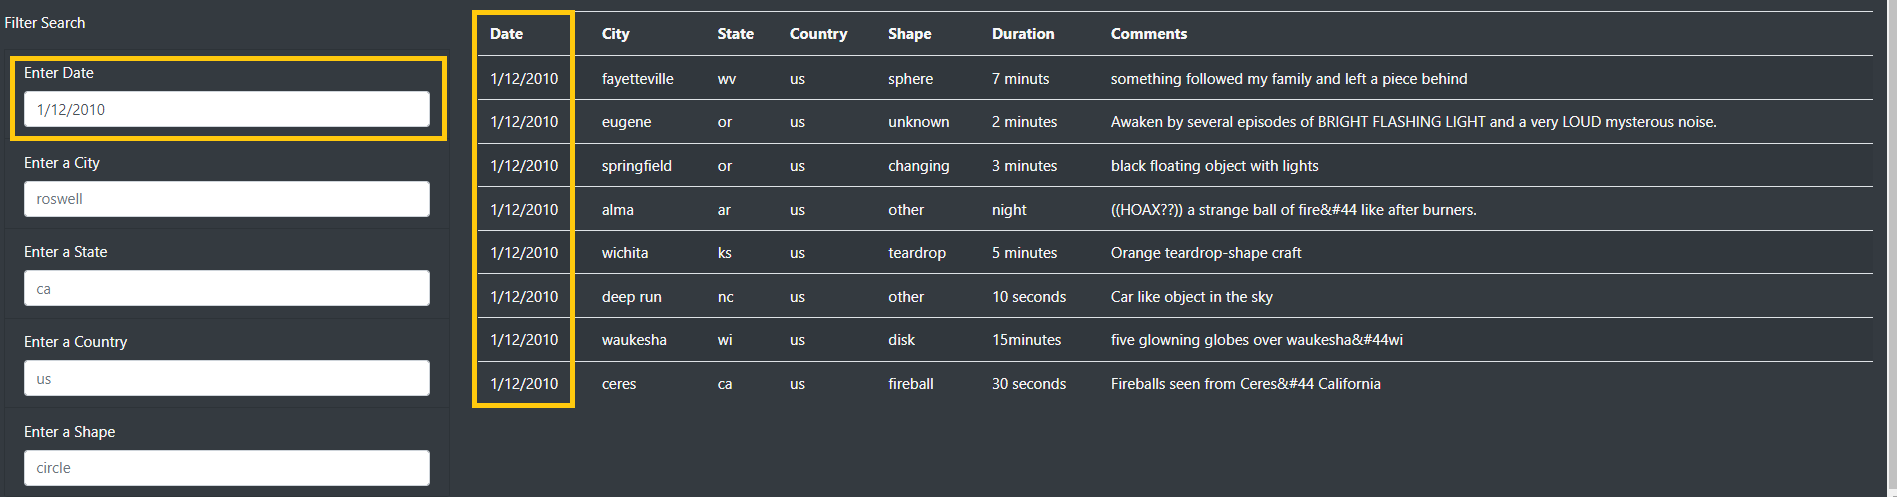 Filter Search
Enter Date
1/12/2010
Enter a City
roswell
Enter a State
ca
Enter a Country
us
Enter a Shape
circle
Date City State Country Shape Duration Comments
1/12/2010 fayetteville wv us sphere 7 minuts something followed my family and left a piece behind
1/12/2010 eugene or us unknown 2 minutes Awaken by several episodes of BRIGHT FLASHING LIGHT and a very LOUD mysterous noise.
1/12/2010 springfield or us changing 3 minutes black floating object with lights
1/12/2010 alma ar us other night ((HOAX??)) a strange ball of fire&#44 like after burners.
1/12/2010 wichita ks us teardrop 5 minutes Orange teardrop-shape craft
1/12/2010 deep run nc us other 10 seconds Car like object in the sky
1/12/2010 waukesha wi us disk 15minutes five glowning globes over waukesha&#44wi
1/12/2010 ceres ca us fireball 30 seconds Fireballs seen from Ceres&#44 California